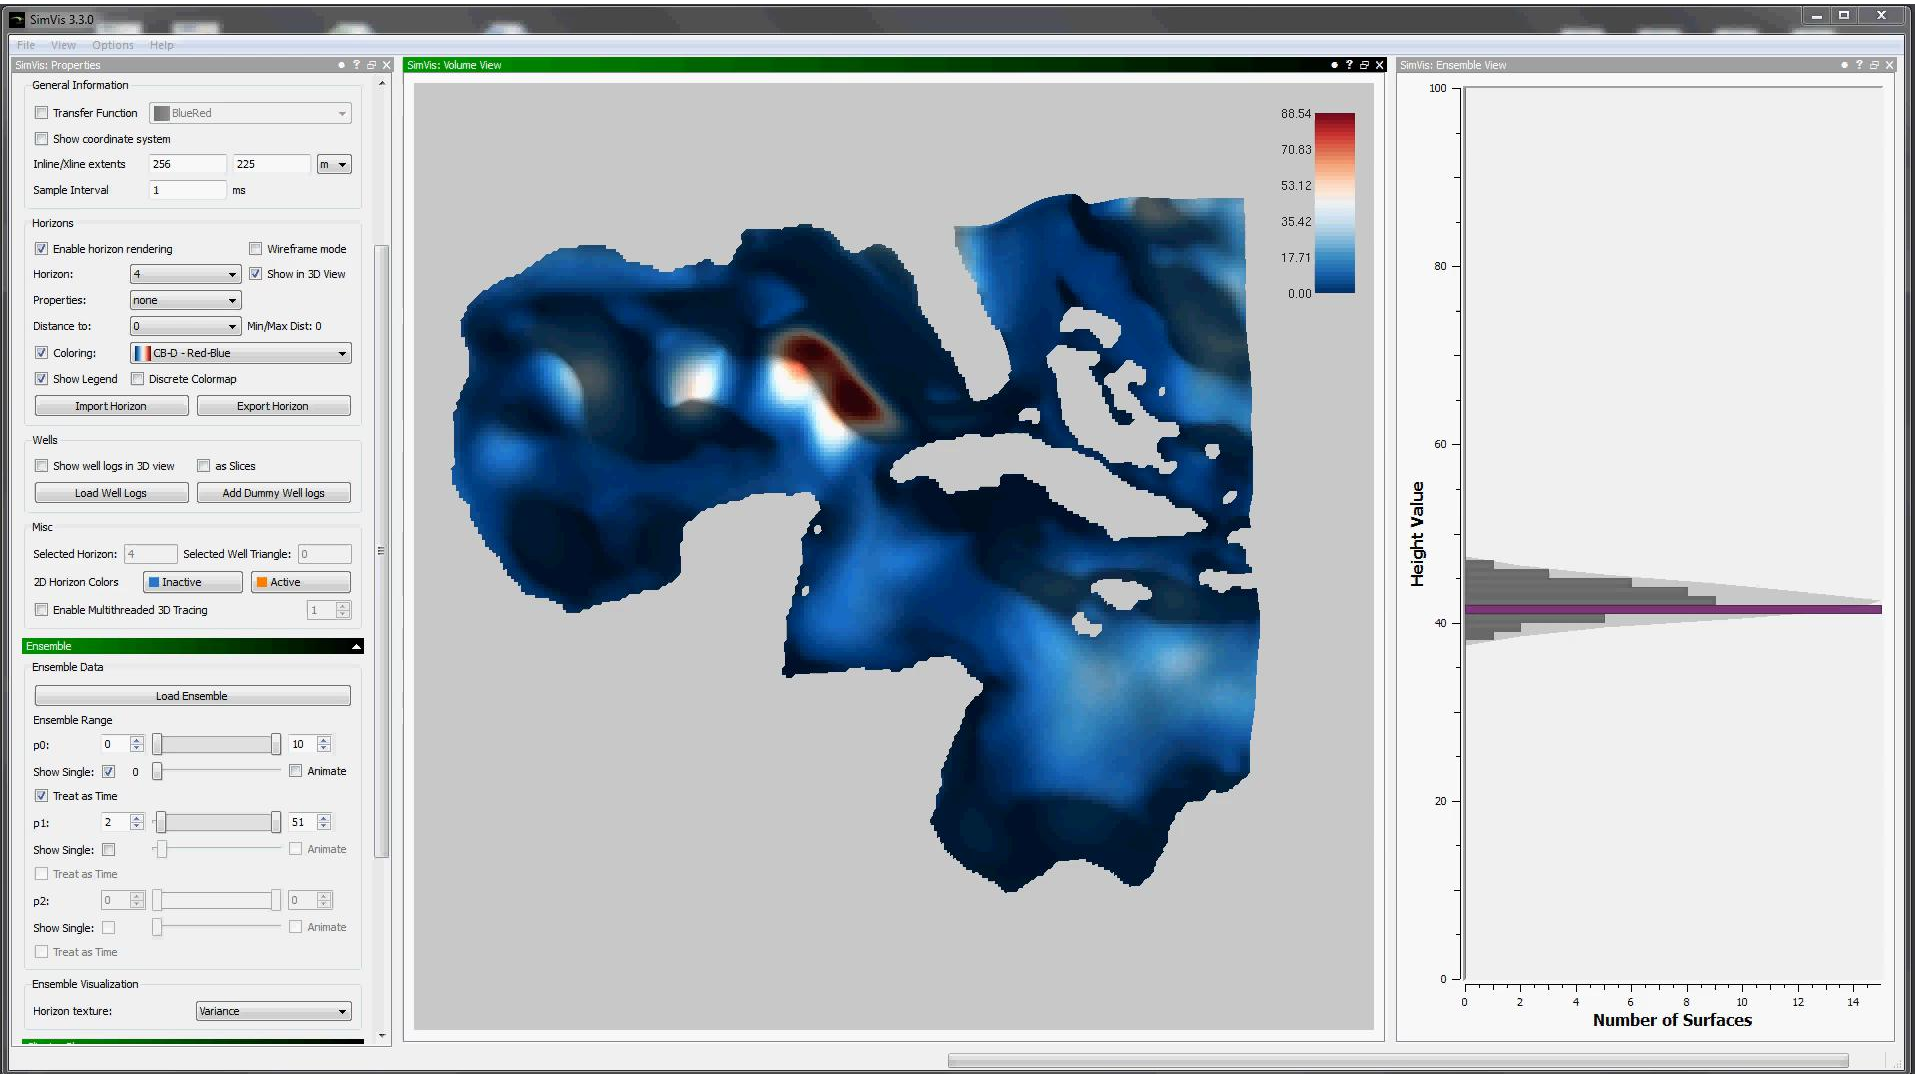 SimVis 3.3.0
File View Options Help
SimVis: Properties
General Information
Transfer Function BlueRed
Show coordinate system
Inline/Xline extents 256 225 m
Sample Interval 1 ms
Horizons
Enable horizon rendering Wireframe mode
Horizon: 4 Show in 3D View
Properties: none
Distance to: 0 Min/Max Dist: 0
Coloring: CB-D - Red-Blue
Show Legend Discrete Colormap
Import Horizon Export Horizon
Wells
Show well logs in 3D view as Slices
Load Well Logs Add Dummy Well logs
Misc
Selected Horizon: 4 Selected Well Triangle: 0
2D Horizon Colors Inactive Active
Enable Multithreaded 3D Tracing 1
Ensemble
Ensemble Data
Load Ensemble
Ensemble Range
p0: 0 10
Show Single: 0 Animate
Treat as Time
p1: 2 51
Show Single: Animate
Treat as Time
p2: 0 0
Show Single: Animate
Treat as Time
Ensemble Visualization
Horizon texture: Variance
SimVis: Volume View
88.54
70.83
53.12
35.42
17.71
0.00
SimVis: Ensemble View
100
80
60
40
20
0
Height Value
0 2 4 6 8 10 12 14
Number of Surfaces